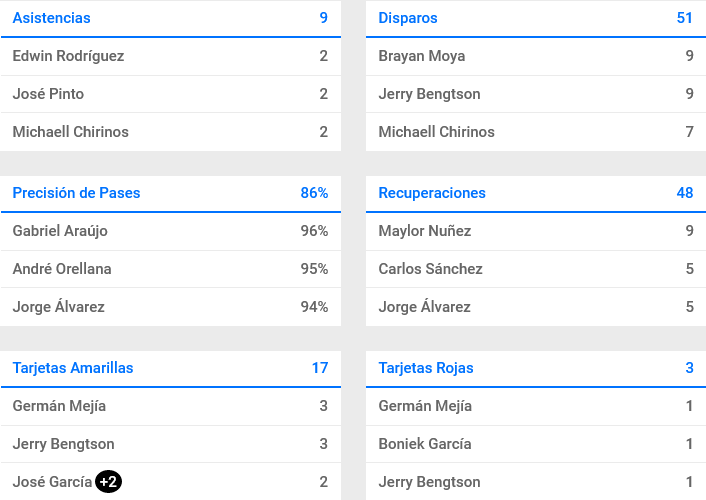 Asistencias 9
Edwin Rodríguez 2
José Pinto 2
Michaell Chirinos 2
Disparos 51
Brayan Moya 9
Jerry Bengtson 9
Michaell Chirinos 7
Precisión de Pases 86%
Gabriel Araújo 96%
André Orellana 95%
Jorge Álvarez 94%
Recuperaciones 48
Maylor Nuñez 9
Carlos Sánchez 5
Jorge Álvarez 5
Tarjetas Amarillas 17
Germán Mejía 3
Jerry Bengtson 3
José García +2 2
Tarjetas Rojas 3
Germán Mejía 1
Boniek García 1
Jerry Bengtson 1